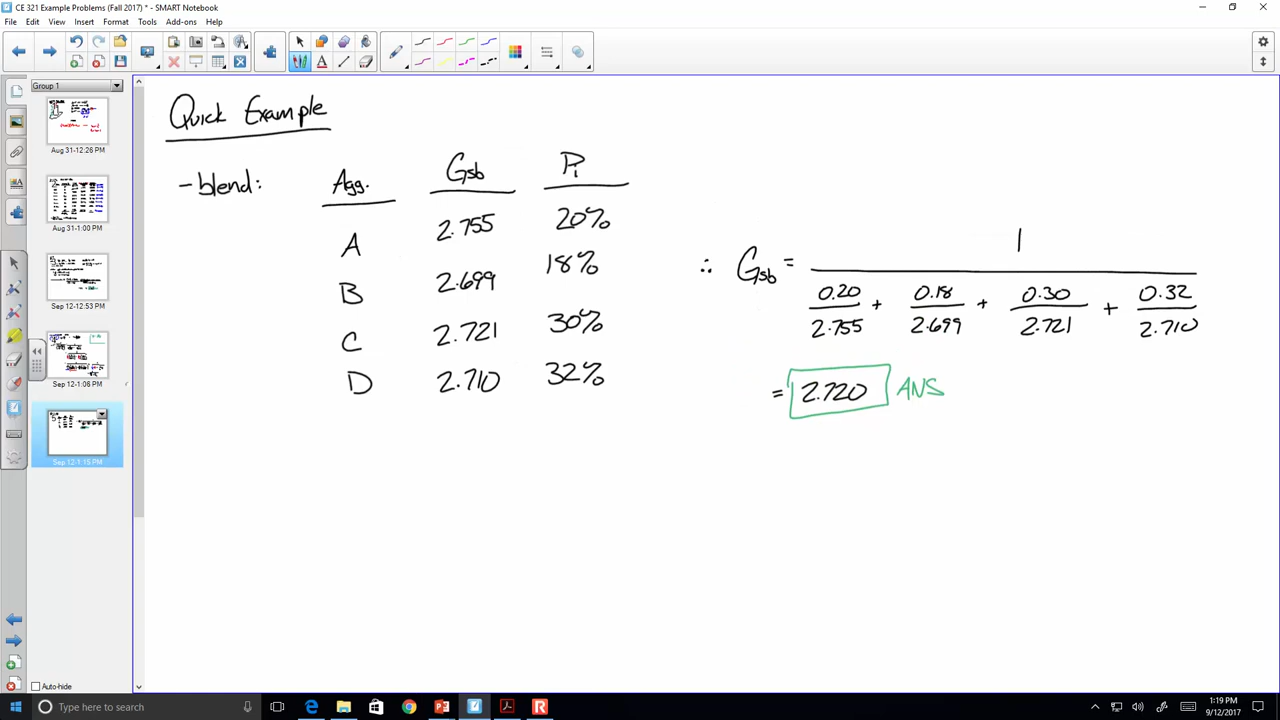 CE 321 Example Problems (Fall 2017) * - SMART Notebook
File Edit View Insert Format Tools Add-ons Help
Group 1
Aug 31-12:26 PM
Aug 31-1:00 PM
Sep 12-12:53 PM
Sep 12-1:06 PM
Sep 12-1:15 PM
Auto-hide
Quick Example
- blend: Agg. Gsb Pi
A 2.755 20%
B 2.699 18%
C 2.721 30%
D 2.710 32%
1
∴ Gsb =
0.20 + 0.18 + 0.30 + 0.32
2.755 2.699 2.721 2.710
= 2.720 ANS
Type here to search
1:19 PM
9/12/2017